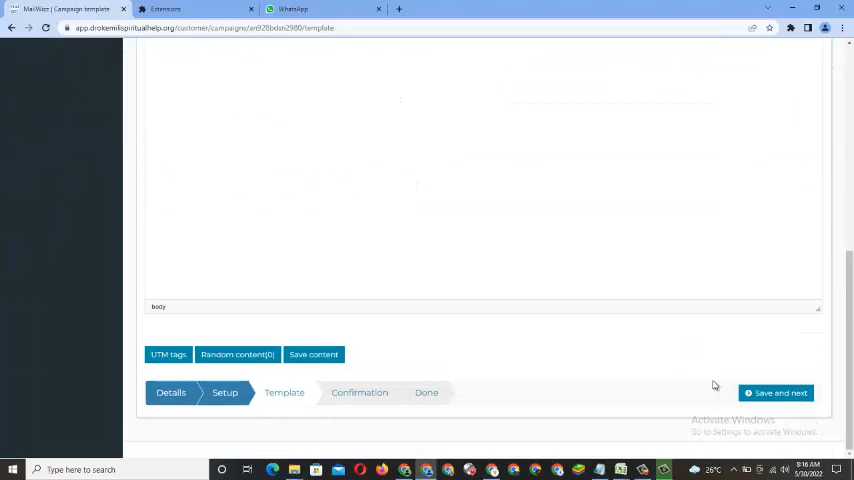 MailWizz | Campaign template
Extensions
WhatsApp
app.drokemilispiritualhelp.org/customer/campaigns/an928bdsn2980/template
body
UTM tags
Random content(0)
Save content
Details
Setup
Template
Confirmation
Done
Save and next
Activate Windows
Go to Settings to activate Windows.
Type here to search
26°C
8:16 AM
5/30/2022